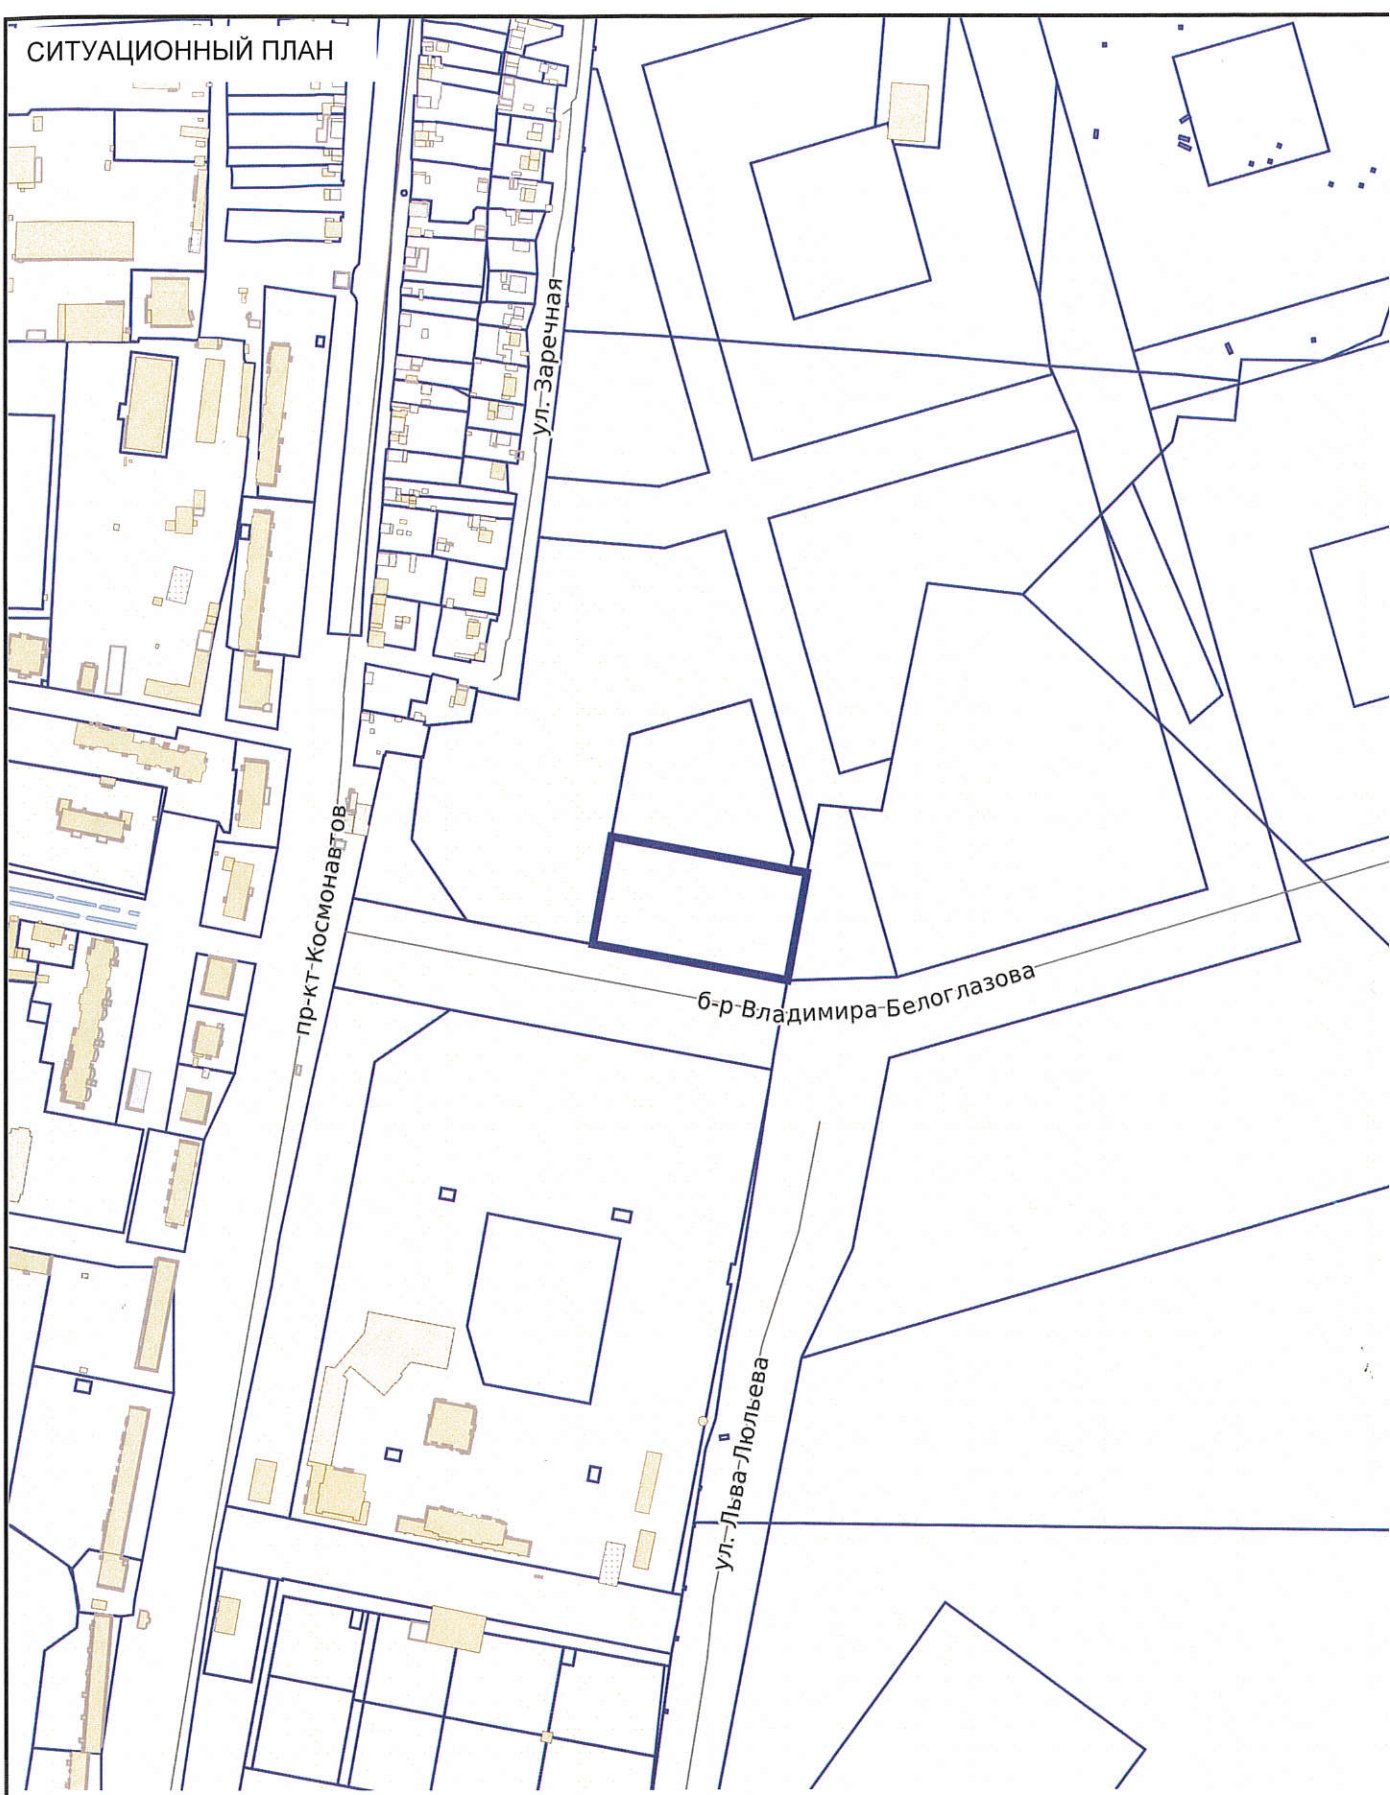 СИТУАЦИОННЫЙ ПЛАН
ул. Заречная
пр-кт Космонавтов
б-р Владимира Белоглазова
ул. Льва Люльева